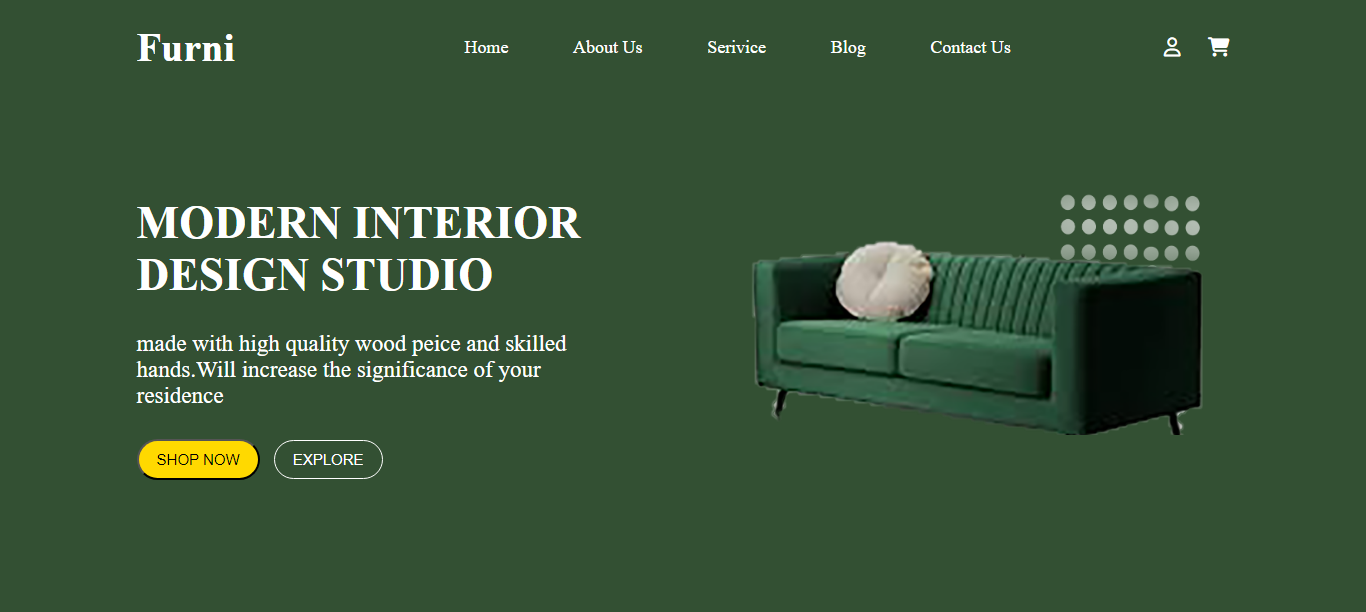 Furni
Home About Us Serivice Blog Contact Us
MODERN INTERIOR
DESIGN STUDIO
made with high quality wood peice and skilled
hands.Will increase the significance of your
residence
SHOP NOW EXPLORE